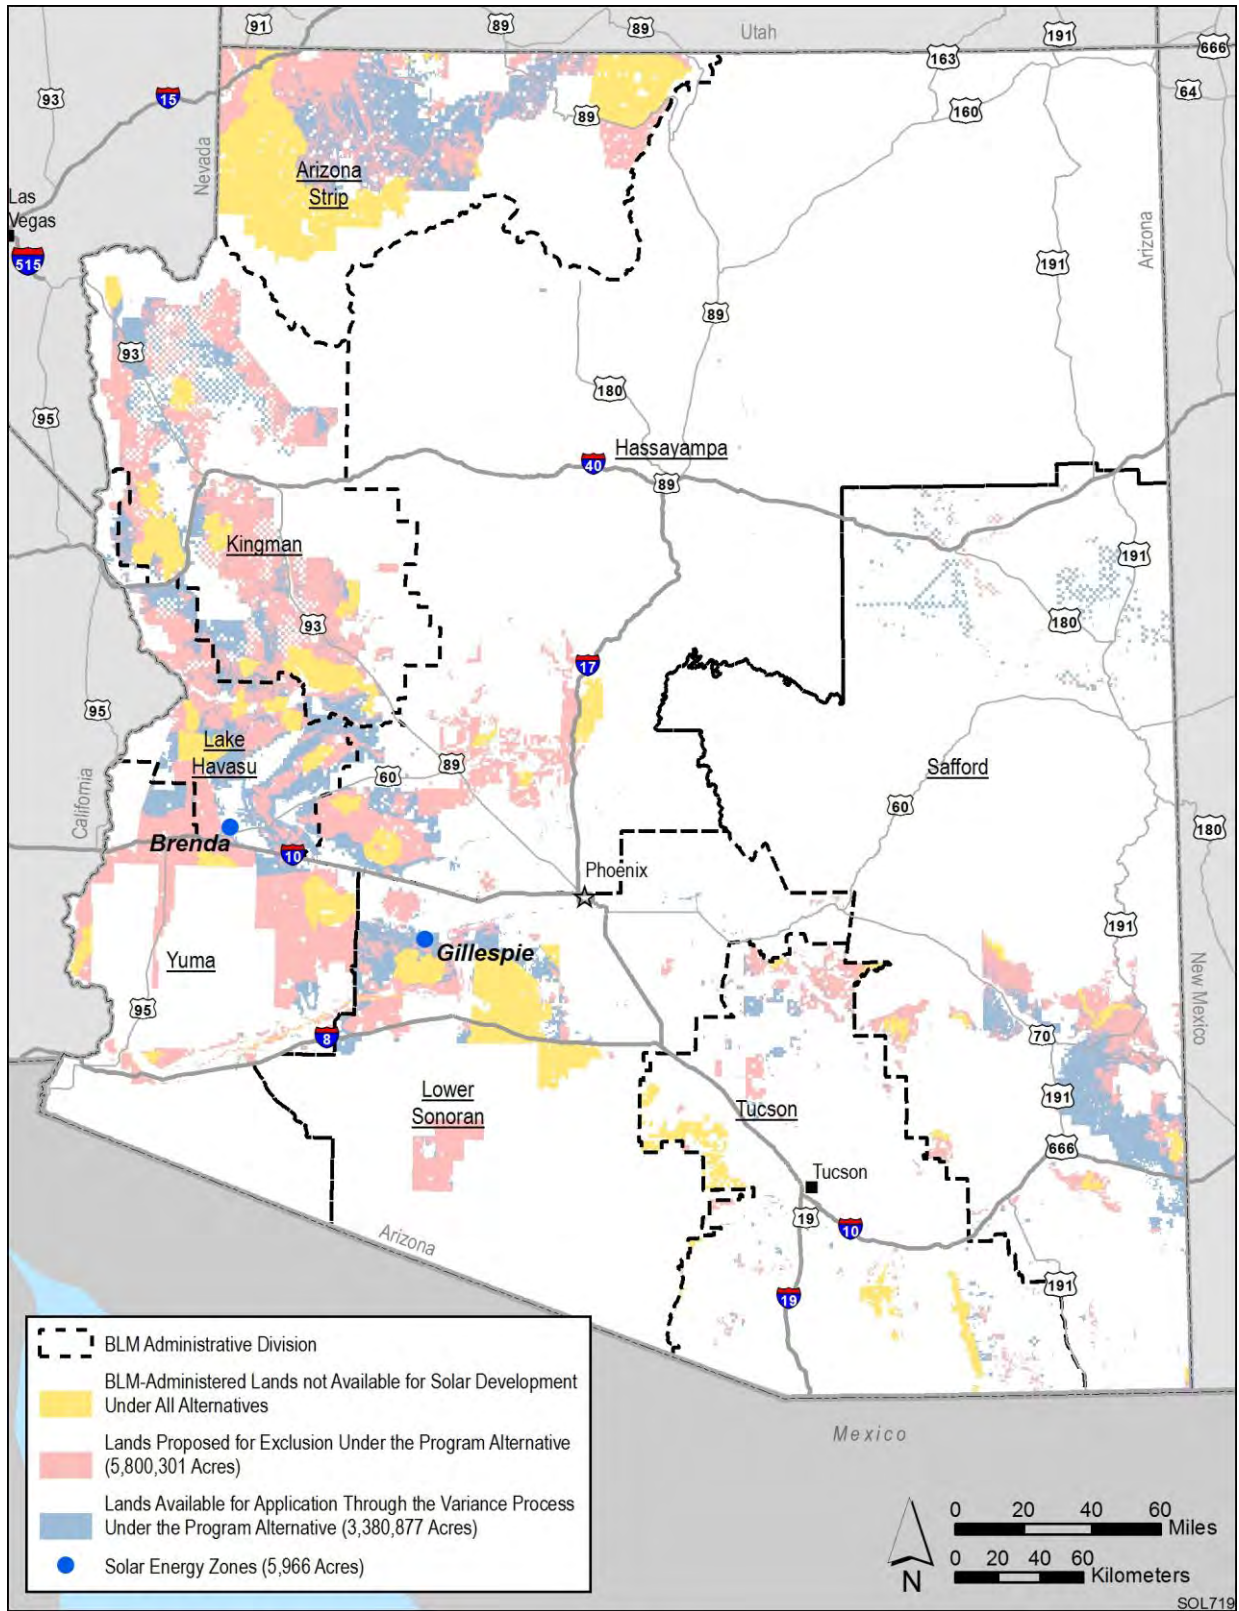 91
89
89
Utah
191
666
163
93
15
64
89
160
Nevada
Arizona
Strip
Las
Vegas
Arizona
515
191
89
93
180
95
Hassayampa
40
89
Kingman
191
93
180
17
95
Lake
Havasu
89
60
Safford
California
60
180
Brenda
10
Phoenix
191
Gillespie
Yuma
New Mexico
95
8
70
Lower
Sonoran
Tucson
191
666
Tucson
19
10
Arizona
191
19
BLM Administrative Division
BLM-Administered Lands not Available for Solar Development
Under All Alternatives
Lands Proposed for Exclusion Under the Program Alternative
(5,800,301 Acres)
Lands Available for Application Through the Variance Process
Under the Program Alternative (3,380,877 Acres)
Solar Energy Zones (5,966 Acres)
Mexico
N
0 20 40 60
Miles
0 20 40 60
Kilometers
SOL719